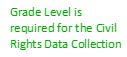 Grade Level is
required for the Civil
Rights Data Collection